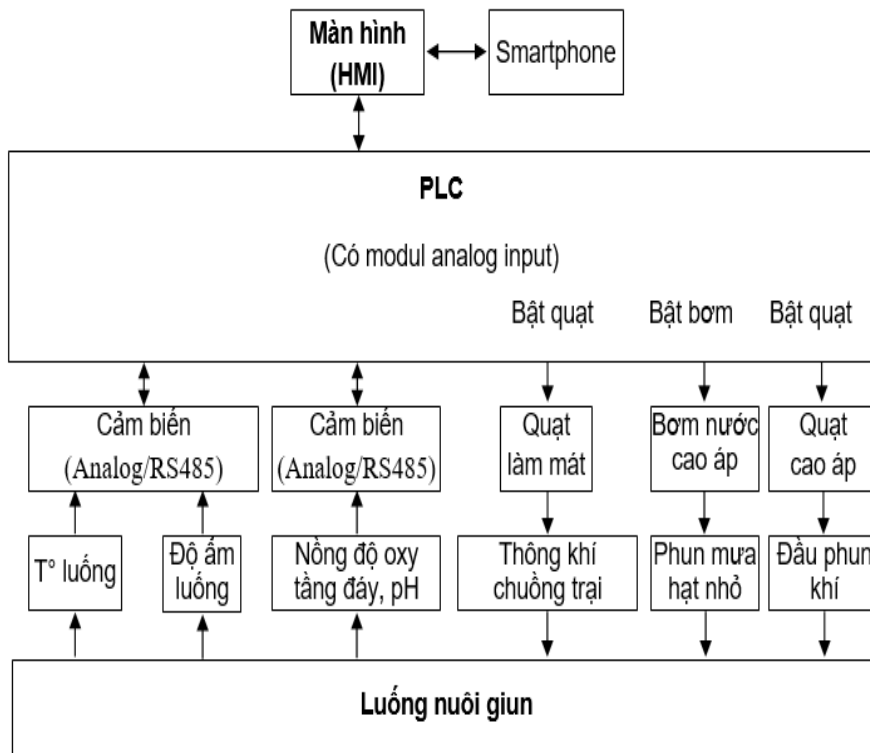 Màn hình
(HMI)
Smartphone
PLC
(Có modul analog input)
Bật quạt
Bật bơm
Bật quạt
Cảm biến
(Analog/RS485)
Cảm biến
(Analog/RS485)
Quạt
làm mát
Bơm nước
cao áp
Quạt
cao áp
T° luống
Độ ẩm
luống
Nồng độ oxy
tầng đáy, pH
Thông khí
chuồng trại
Phun mưa
hạt nhỏ
Đầu phun
khí
Luống nuôi giun